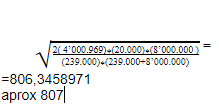 √2( 4'000.969)*(20.000)*(8'000.000 ) =
(239.000)*(239.000+8'000.000)
=806,3458971
aprox 807